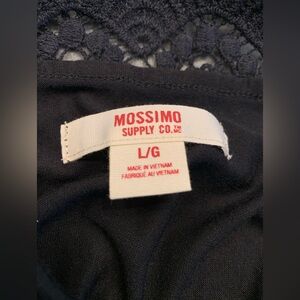 MOSSIMO
SUPPLY CO.
L/G
MADE IN VIETNAM
FABRIQUÉ AU VIETNAM